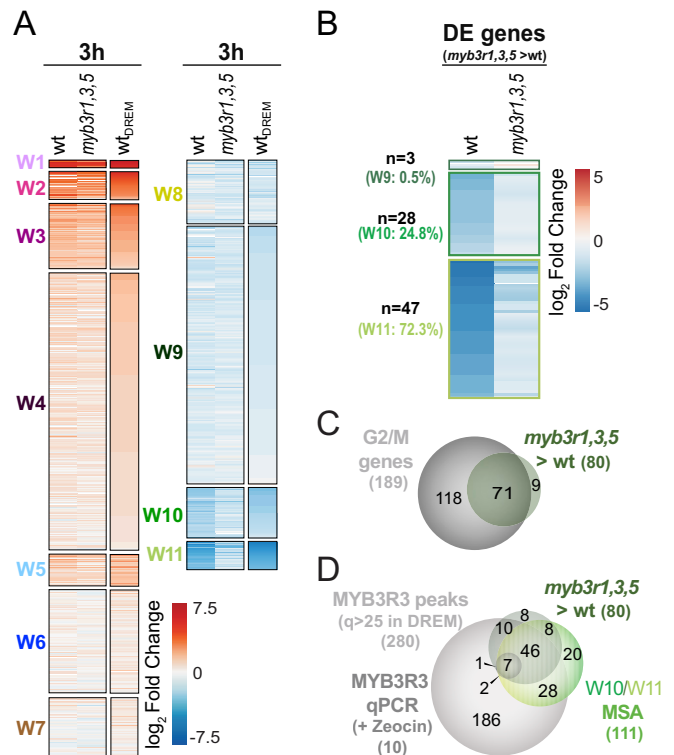 A
3h
wt
myb3r1,3,5
wtDREM
W1
W2
W3
W4
W5
W6
W7
3h
wt
myb3r1,3,5
wtDREM
W8
W9
W10
W11
log2 Fold Change
7.5
0
-7.5
B
DE genes
(myb3r1,3,5 >wt)
wt
myb3r1,3,5
n=3
(W9: 0.5%)
n=28
(W10: 24.8%)
n=47
(W11: 72.3%)
log2 Fold Change
5
0
-5
C
G2/M
genes
(189)
myb3r1,3,5
> wt (80)
118
71
9
D
MYB3R3 peaks
(q>25 in DREM)
(280)
myb3r1,3,5
> wt (80)
MYB3R3
qPCR
(+ Zeocin)
(10)
W10/W11
MSA
(111)
8
10
8
46
20
1
7
2
28
186